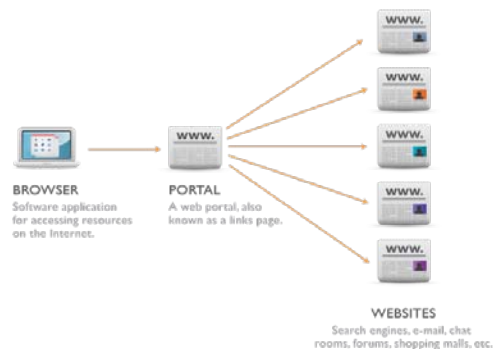 www.
www.
www.
www.
www.
www.
BROWSER
Software application
for accessing resources
on the Internet.
PORTAL
A web portal, also
known as a links page.
WEBSITES
Search engines, e-mail, chat
rooms, forums, shopping malls, etc.